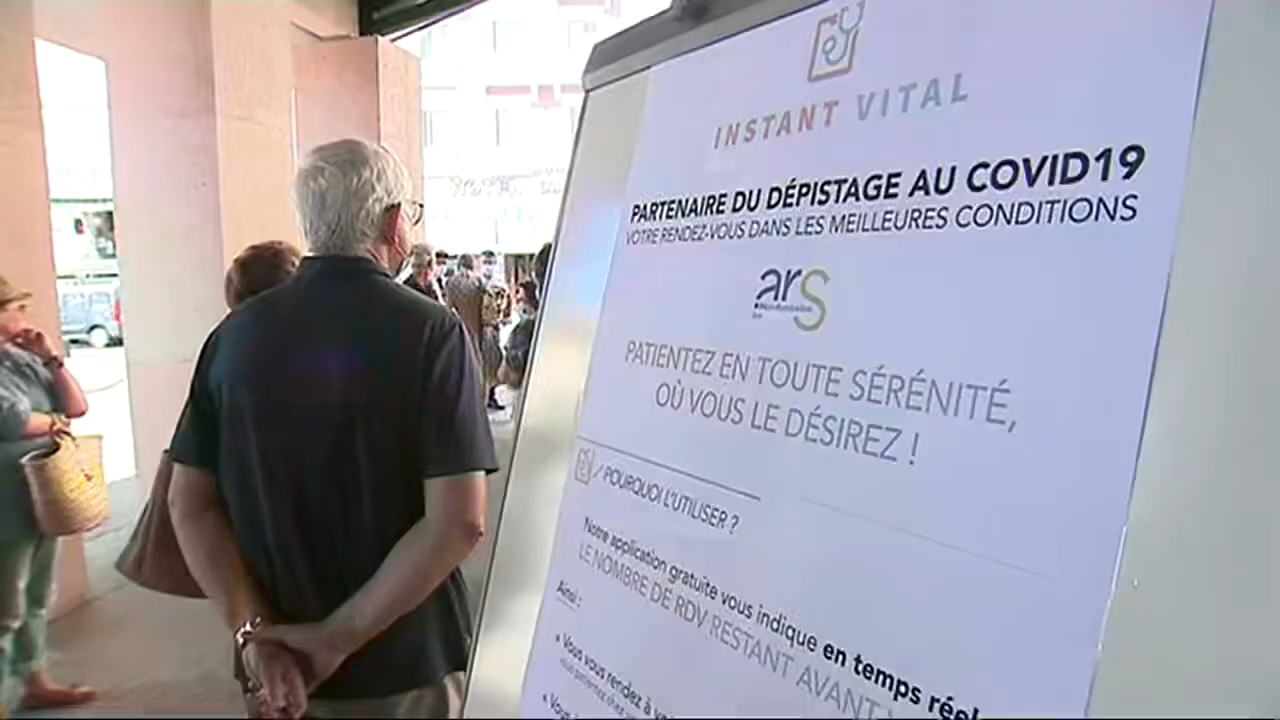 INSTANT VITAL
PARTENAIRE DU DÉPISTAGE AU COVID19
VOTRE RENDEZ-VOUS DANS LES MEILLEURES CONDITIONS
ars
PATIENTEZ EN TOUTE SÉRÉNITÉ,
OÙ VOUS LE DÉSIREZ !
/ POURQUOI L'UTILISER ?
Notre application gratuite vous indique en temps réel
LE NOMBRE DE RDV RESTANT AVANT
Ainsi :
• Vous vous rendez à
vous patientez